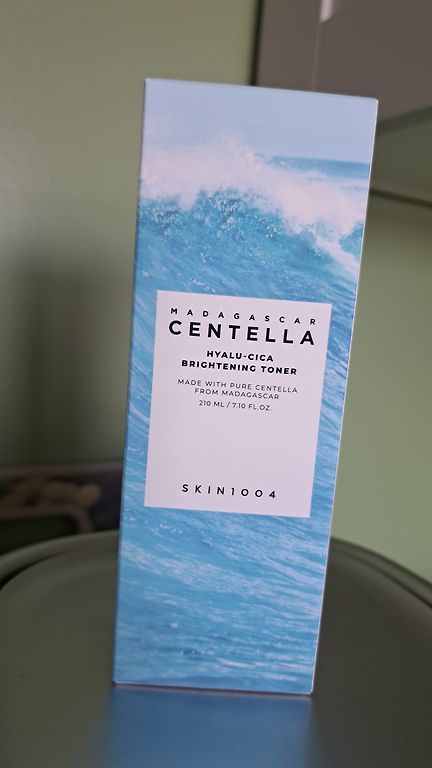 MADAGASCAR
CENTELLA
HYALU-CICA
BRIGHTENING TONER
MADE WITH PURE CENTELLA
FROM MADAGASCAR
210 ML / 7.10 FL.OZ.
SKIN1004